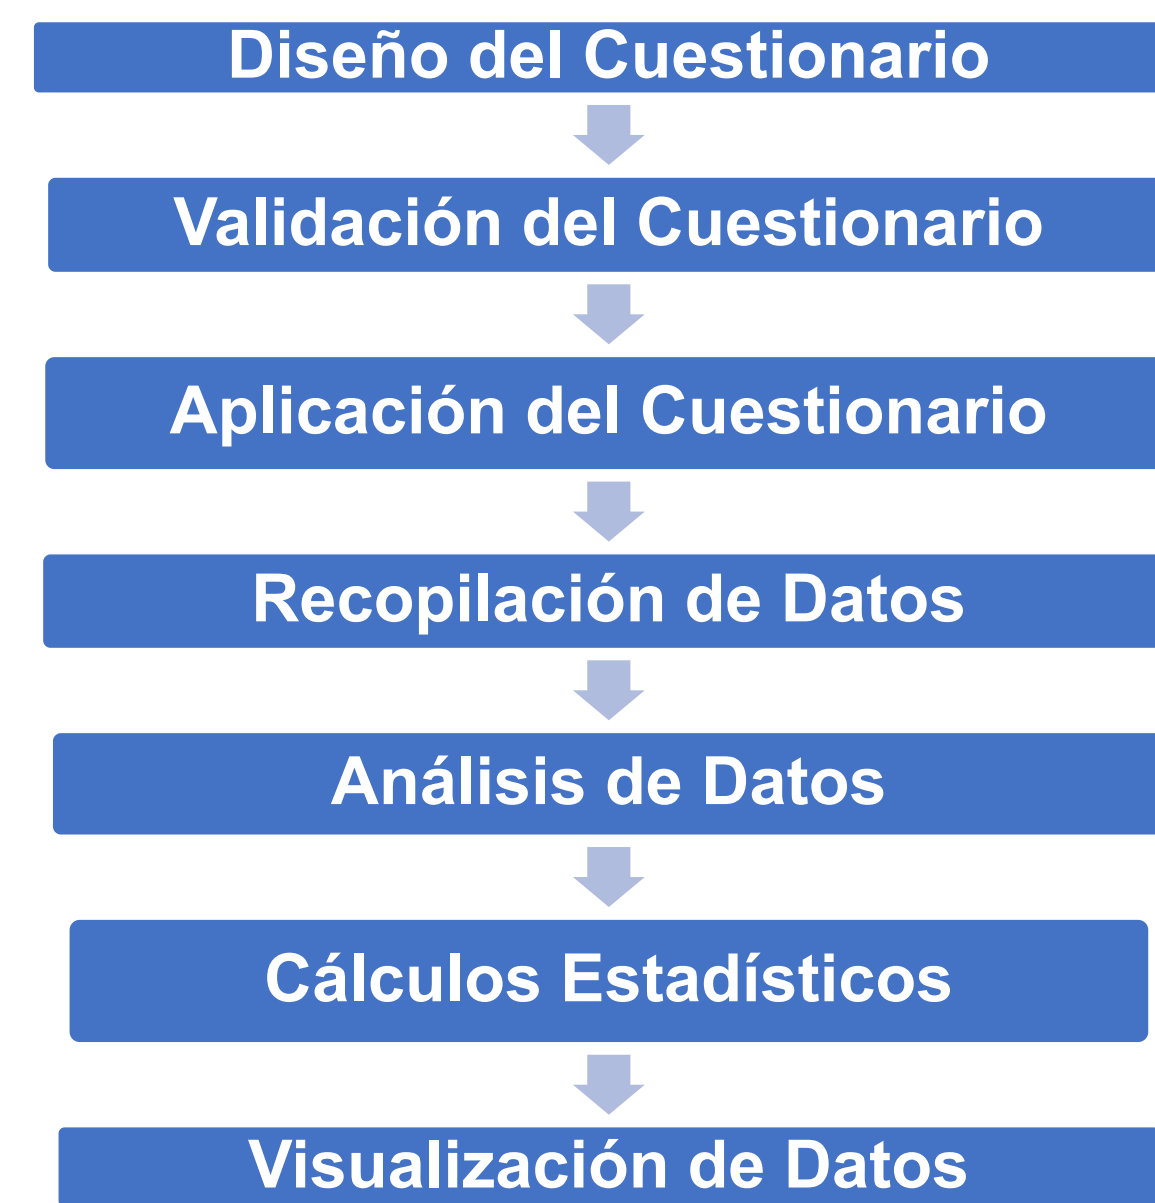 Diseño del Cuestionario
Validación del Cuestionario
Aplicación del Cuestionario
Recopilación de Datos
Análisis de Datos
Cálculos Estadísticos
Visualización de Datos